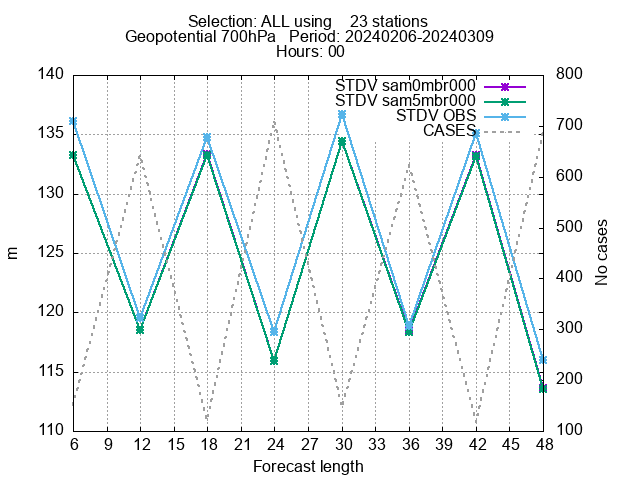 Selection: ALL using 23 stations
Geopotential 700hPa Period: 20240206-20240309
Hours: 00
140 800
STDV sam0mbr000
STDV sam5mbr000
STDV OBS
CASES
135 700
130 600
125 500
m No cases
120 400
115 300
110 200
100
6 9 12 15 18 21 24 27 30 33 36 39 42 45 48
Forecast length